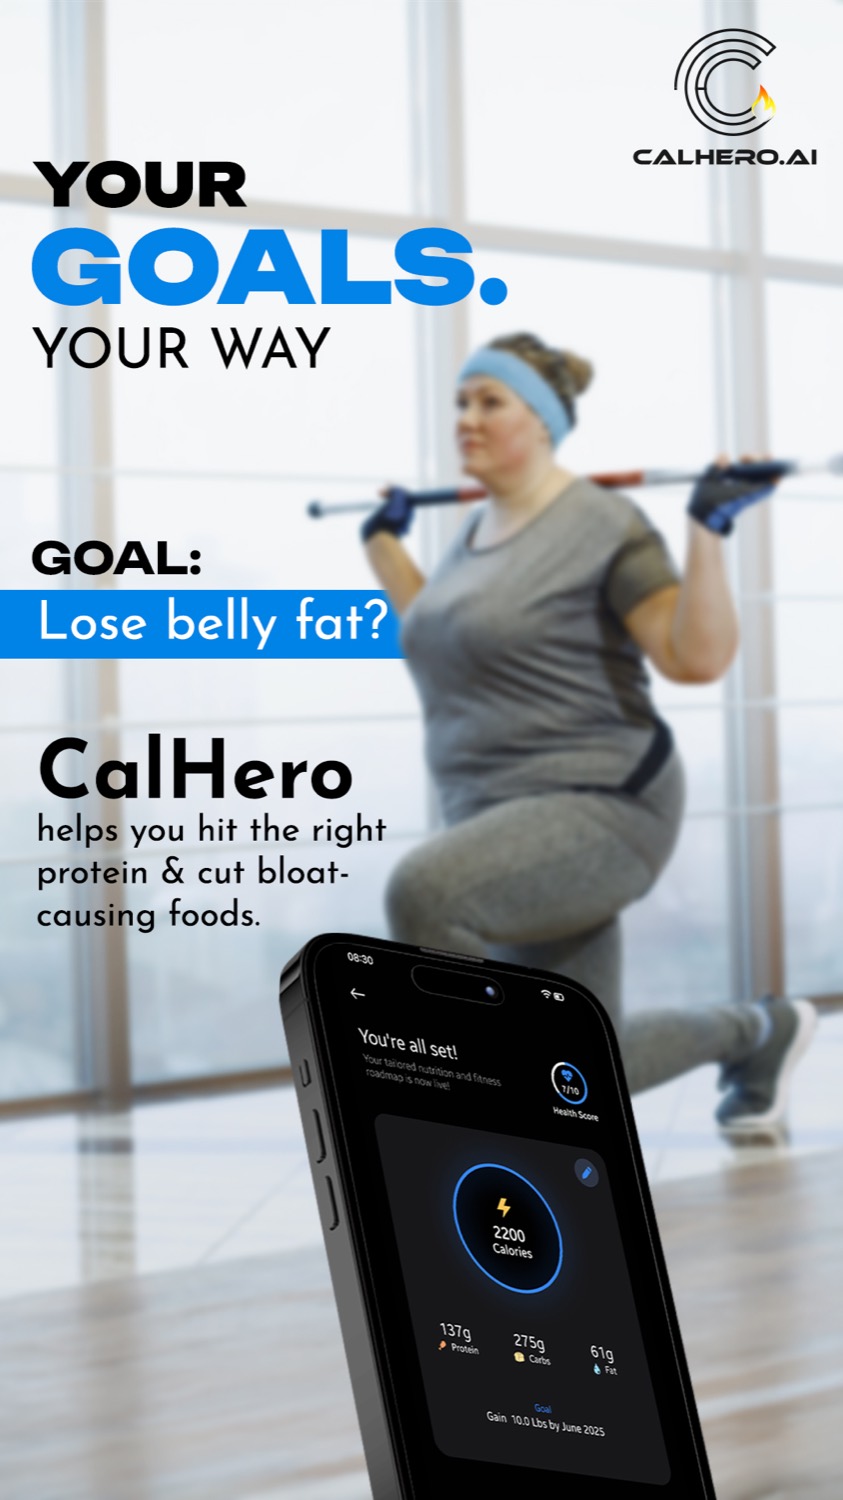 CALHERO.AI
YOUR
GOALS.
YOUR WAY
GOAL:
Lose belly fat?
CalHero
helps you hit the right
protein & cut bloat-
causing foods.
08:30
You're all set!
Your tailored nutrition and fitness
roadmap is now live!
7/10
Health Score
2200
Calories
137g
Protein
275g
Carbs
61g
Fat
Goal
Gain 10.0 Lbs by June 2025